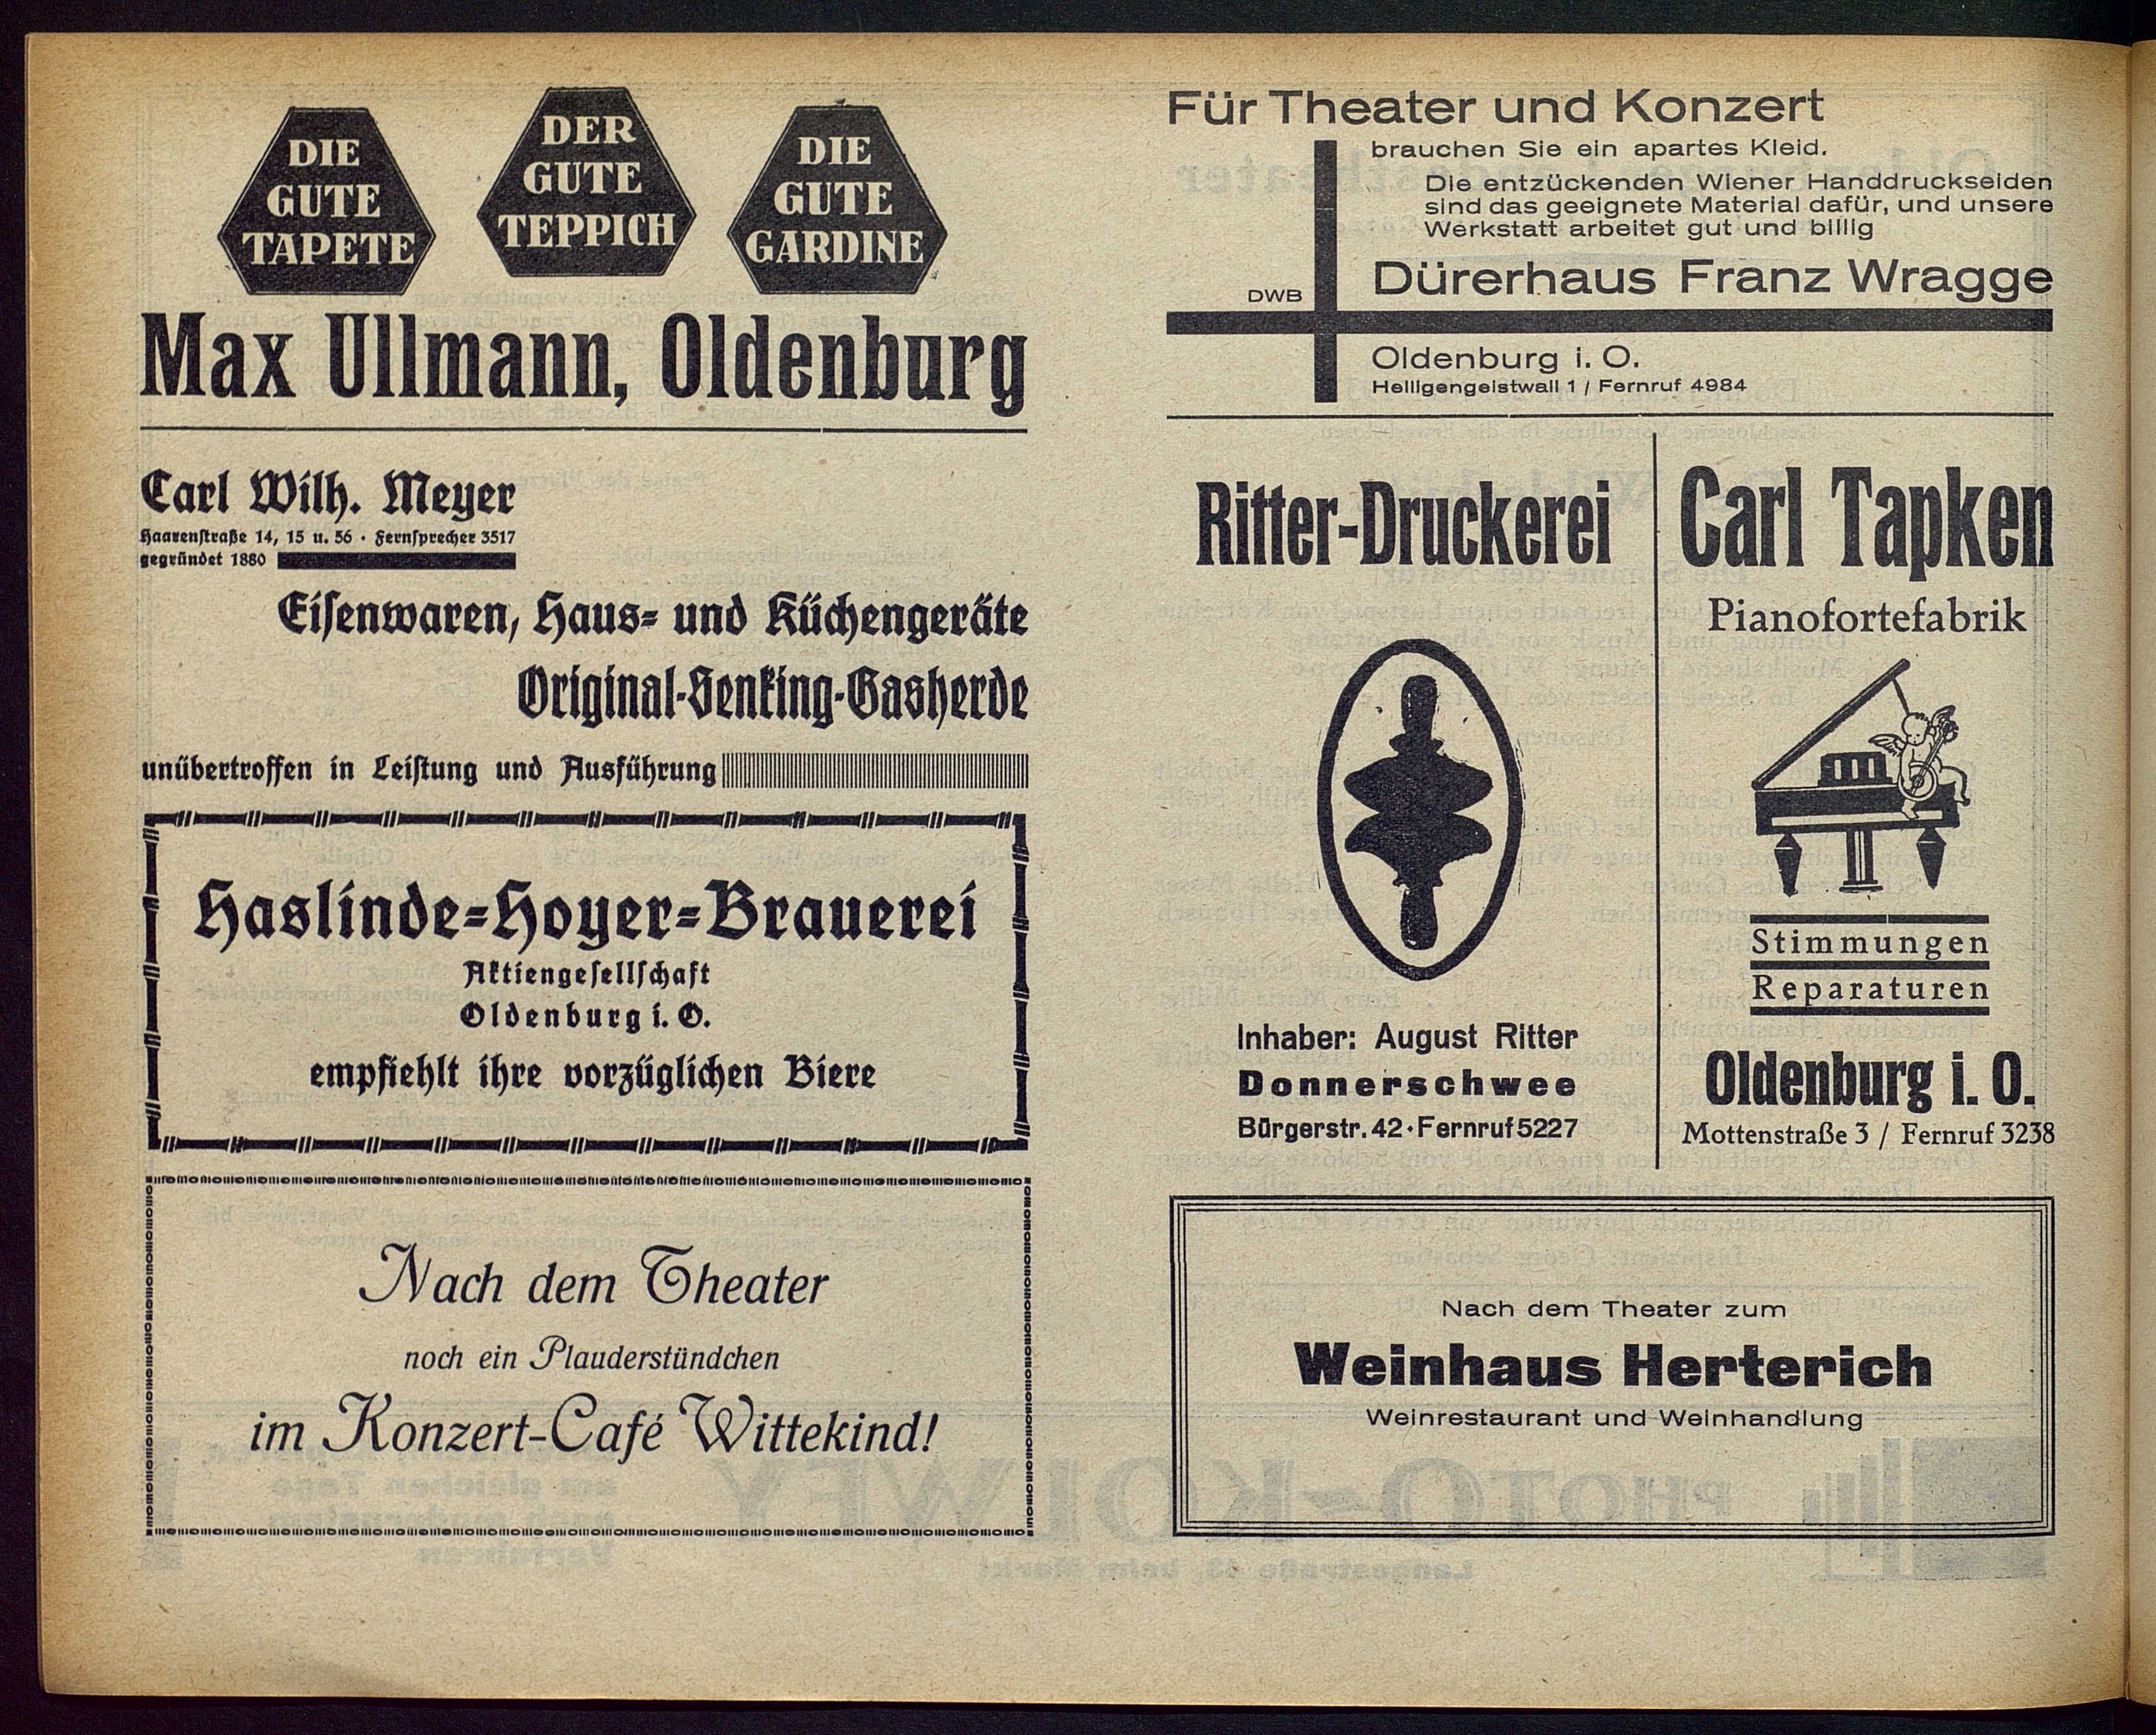 DIE
GUTE
TAPETE
DER
GUTE
TEPPICH
DIE
GUTE
GARDINE
Max Ullmann, Oldenburg
Carl Wilh. Meyer
Haarenstraße 14, 15 u. 56 · Fernsprecher 3517
gegründet 1880
Eisenwaren, Haus= und Küchengeräte
Original-Senking-Gasherde
unübertroffen in Leistung und Ausführung
Haslinde=Hoyer=Brauerei
Aktiengesellschaft
Oldenburg i. O.
empfiehlt ihre vorzüglichen Biere
Nach dem Theater
noch ein Plauderstündchen
im Konzert-Café Wittekind!
Für Theater und Konzert
brauchen Sie ein apartes Kleid.
Die entzückenden Wiener Handdruckseiden
sind das geeignete Material dafür, und unsere
Werkstatt arbeitet gut und billig
Dürerhaus Franz Wragge
DWB
Oldenburg i. O.
Heiligengeistwall 1 / Fernruf 4984
Ritter-Druckerei
Inhaber: August Ritter
Donnerschwee
Bürgerstr. 42 · Fernruf 5227
Carl Tapken
Pianofortefabrik
Stimmungen
Reparaturen
Oldenburg i. O.
Mottenstraße 3 / Fernruf 3238
Nach dem Theater zum
Weinhaus Herterich
Weinrestaurant und Weinhandlung